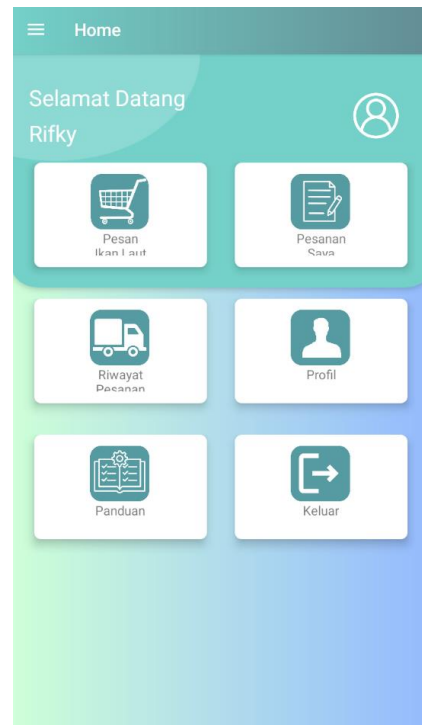 Home
Selamat Datang
Rifky
Pesan
Ikan Laut
Pesanan
Saya
Riwayat
Pesanan
Profil
Panduan
Keluar